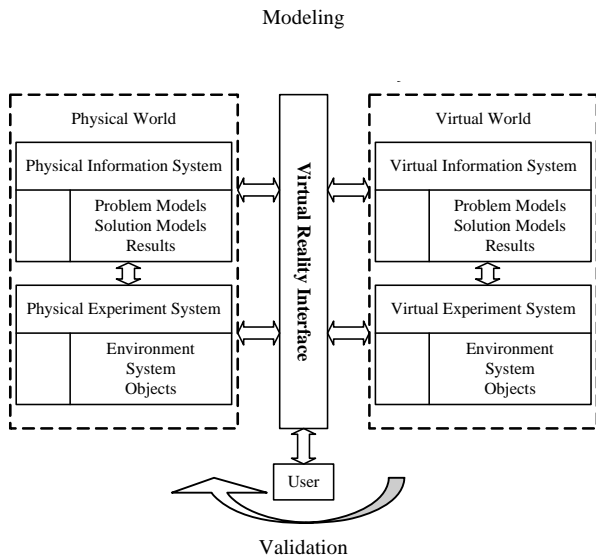 Modeling
Physical World
Physical Information System
Problem Models
Solution Models
Results
Physical Experiment System
Environment
System
Objects
Virtual Reality Interface
Virtual World
Virtual Information System
Problem Models
Solution Models
Results
Virtual Experiment System
Environment
System
Objects
User
Validation